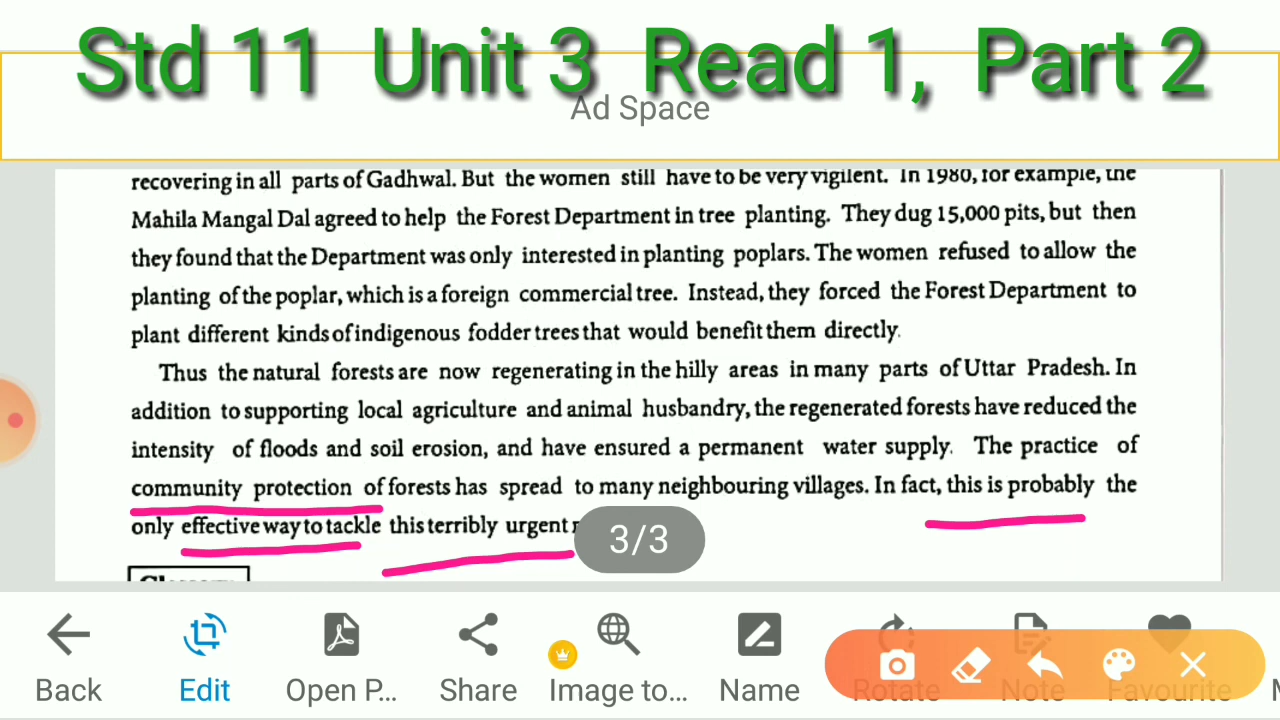 Std 11 Unit 3 Read 1, Part 2
Ad Space
recovering in all parts of Gadhwal. But the women still have to be very vigilent. In 1980, for example, the
Mahila Mangal Dal agreed to help the Forest Department in tree planting. They dug 15,000 pits, but then
they found that the Department was only interested in planting poplars. The women refused to allow the
planting of the poplar, which is a foreign commercial tree. Instead, they forced the Forest Department to
plant different kinds of indigenous fodder trees that would benefit them directly.
Thus the natural forests are now regenerating in the hilly areas in many parts of Uttar Pradesh. In
addition to supporting local agriculture and animal husbandry, the regenerated forests have reduced the
intensity of floods and soil erosion, and have ensured a permanent water supply. The practice of
community protection of forests has spread to many neighbouring villages. In fact, this is probably the
only effective way to tackle this terribly urgent
3/3
Back Edit Open P... Share Image to... Name Rotate Note Favourite